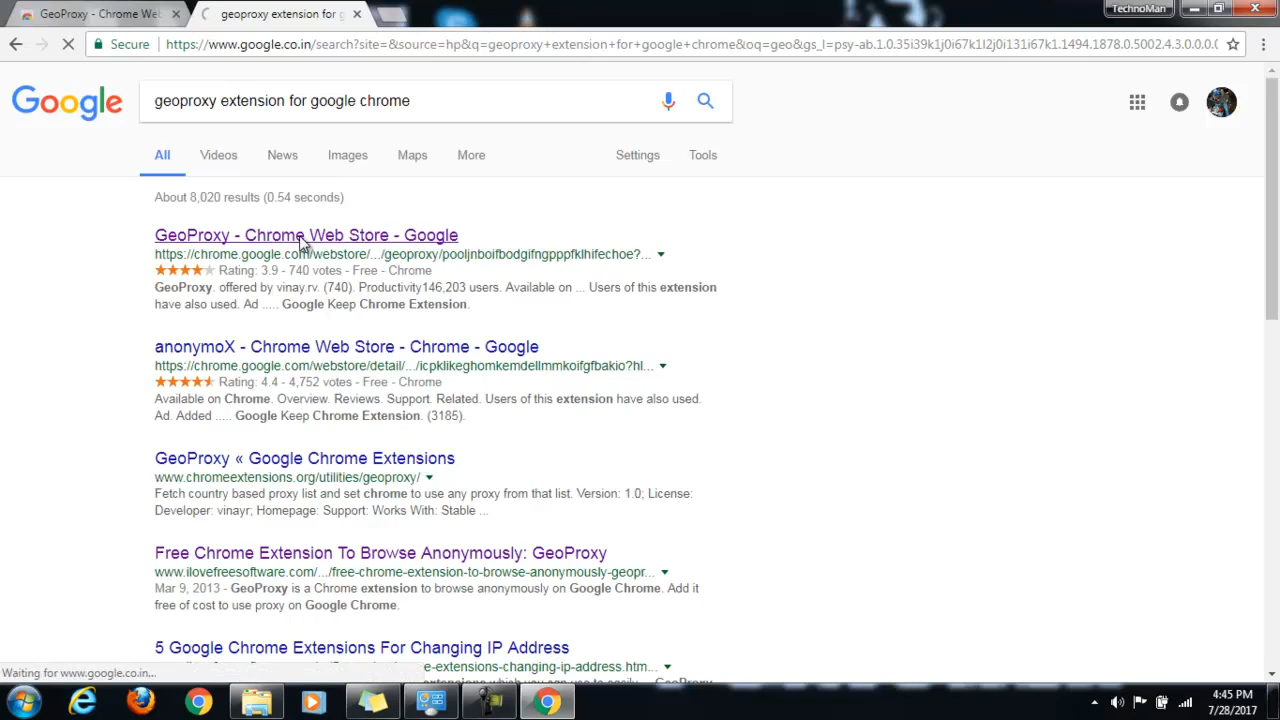 GeoProxy - Chrome Web
geoproxy extension for g
TechnoMan
Secure https://www.google.co.in/search?site=&source=hp&q=geoproxy+extension+for+google+chrome&oq=geo&gs_l=psy-ab.1.0.35i39k1j0i67k1l2j0i131i67k1.1494.1878.0.5002.4.3.0.0.0.0
Google
geoproxy extension for google chrome
All Videos News Images Maps More Settings Tools
About 8,020 results (0.54 seconds)
GeoProxy - Chrome Web Store - Google
https://chrome.google.com/webstore/.../geoproxy/pooljnboifbodgifngpppfklhifechoe?...
Rating: 3.9 - 740 votes - Free - Chrome
GeoProxy. offered by vinay.rv. (740). Productivity146,203 users. Available on ... Users of this extension
have also used. Ad ..... Google Keep Chrome Extension.
anonymoX - Chrome Web Store - Chrome - Google
https://chrome.google.com/webstore/detail/.../icpklikeghomkemdellmmkoifgfbakio?hl...
Rating: 4.4 - 4,752 votes - Free - Chrome
Available on Chrome. Overview. Reviews. Support. Related. Users of this extension have also used.
Ad. Added ..... Google Keep Chrome Extension. (3185).
GeoProxy « Google Chrome Extensions
www.chromeextensions.org/utilities/geoproxy/
Fetch country based proxy list and set chrome to use any proxy from that list. Version: 1.0; License:
Developer: vinayr; Homepage: Support: Works With: Stable ...
Free Chrome Extension To Browse Anonymously: GeoProxy
www.ilovefreesoftware.com/.../free-chrome-extension-to-browse-anonymously-geopr...
Mar 9, 2013 - GeoProxy is a Chrome extension to browse anonymously on Google Chrome. Add it
free of cost to use proxy on Google Chrome.
5 Google Chrome Extensions For Changing IP Address
e-extensions-changing-ip-address.htm...
Waiting for www.google.co.in...
4:45 PM
7/28/2017